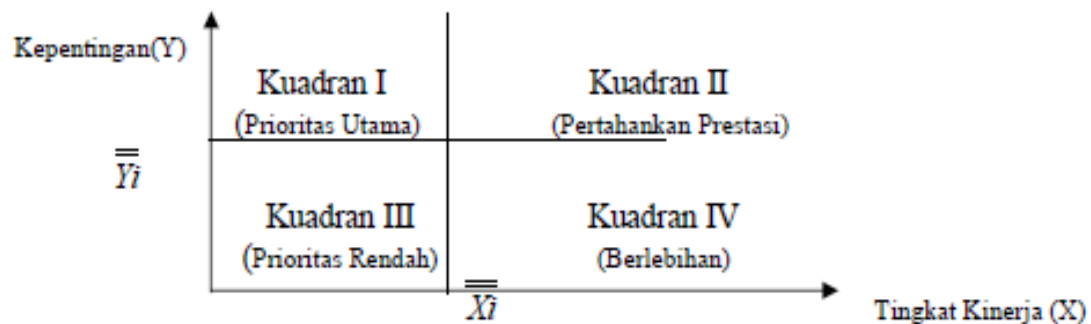 Kepentingan(Y)
Kuadran I
(Prioritas Utama)
Kuadran II
(Pertahankan Prestasi)
Yi
Kuadran III
(Prioritas Rendah)
Kuadran IV
(Berlebihan)
Xi
Tingkat Kinerja (X)